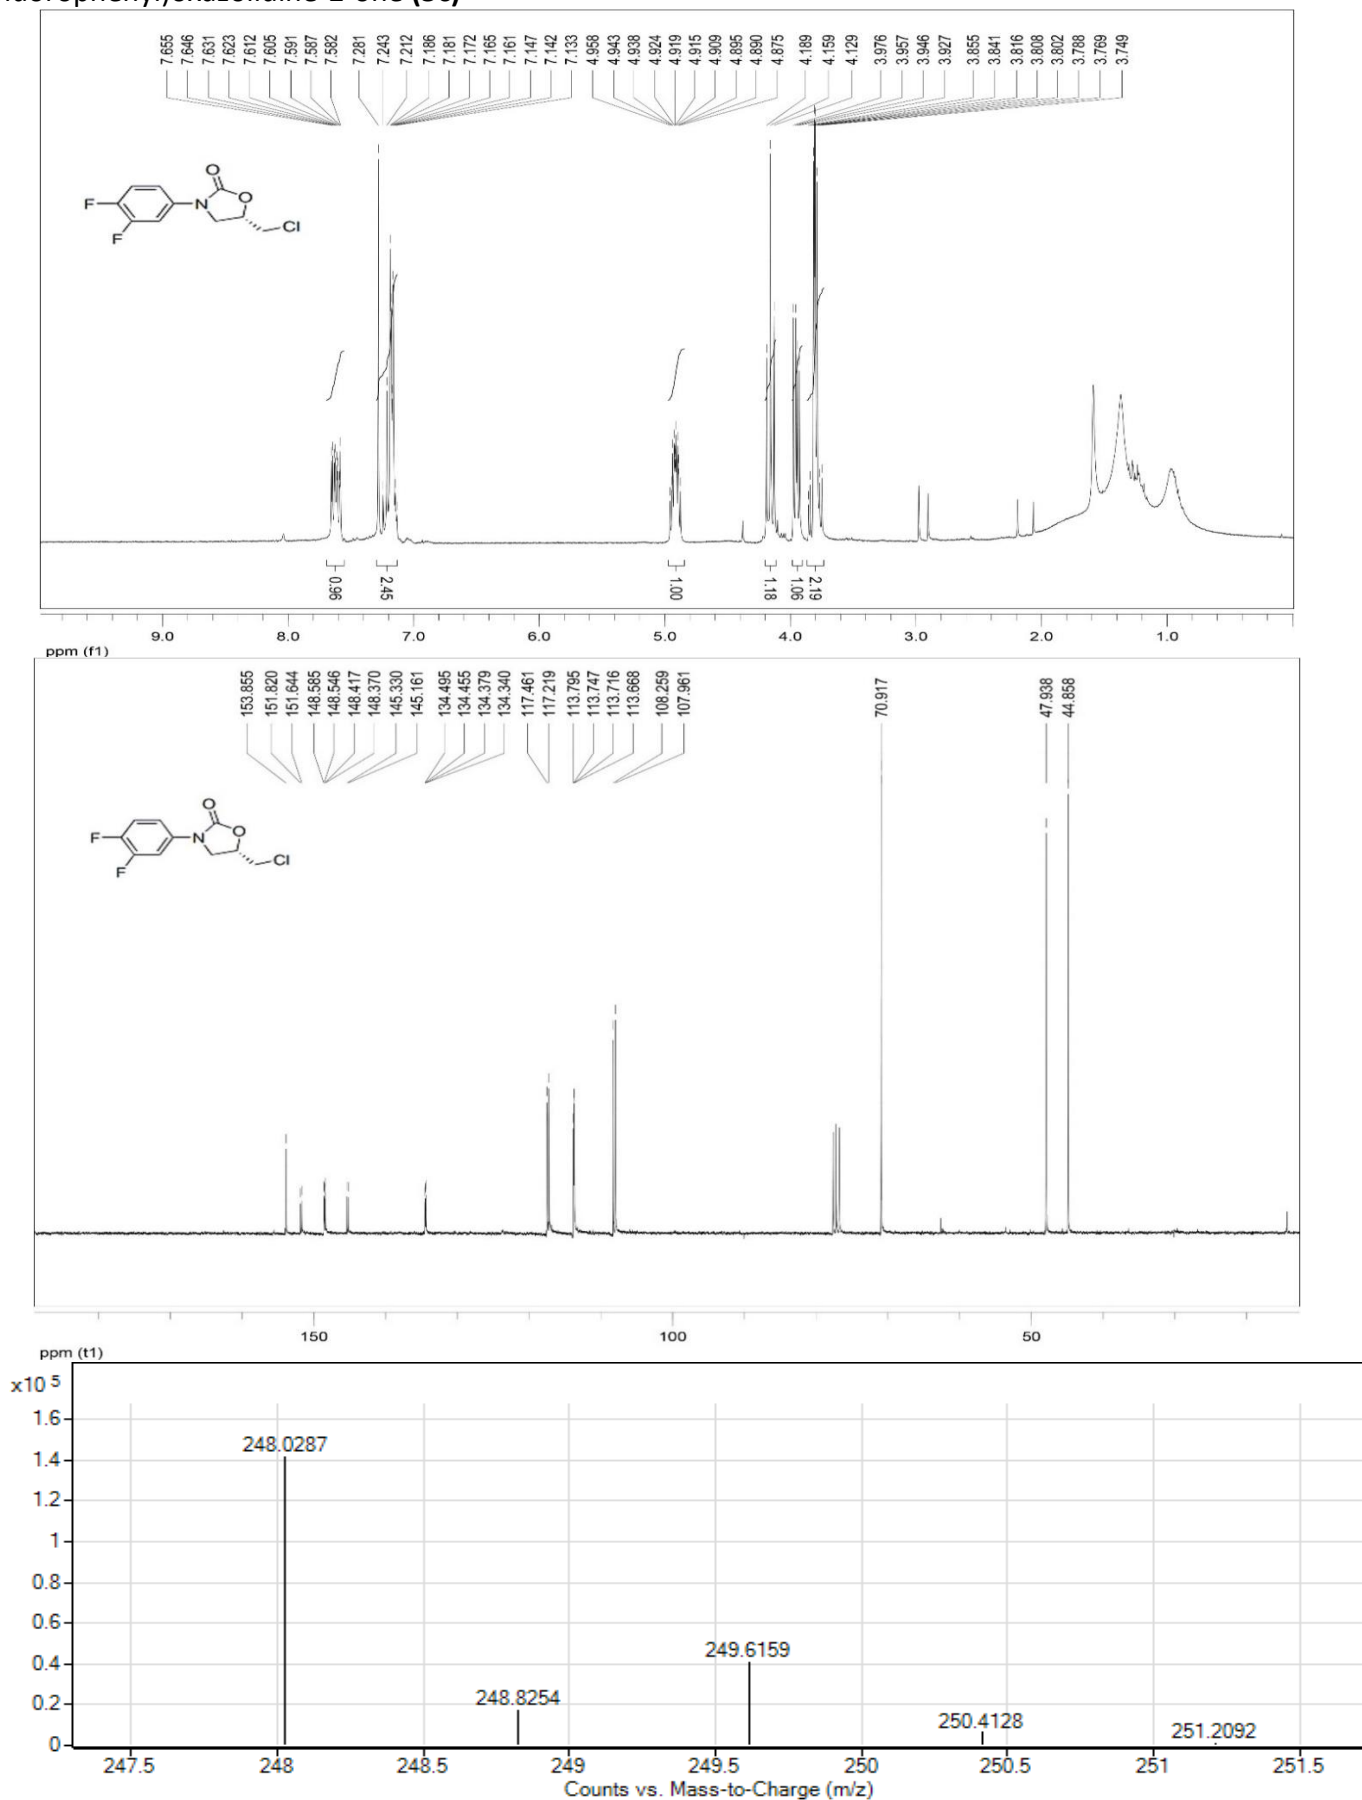 7.655 7.646 7.631 7.623 7.612 7.605 7.591 7.587 7.582 7.281 7.243 7.212 7.186 7.181 7.172 7.165 7.161 7.147 7.142 7.133 4.958 4.943 4.938 4.924 4.919 4.915 4.909 4.895 4.890 4.875 4.189 4.159 4.129 3.976 3.957 3.946 3.927 3.855 3.841 3.816 3.808 3.802 3.788 3.769 3.749
O
F N O
F Cl
0.96 2.45 1.00 1.18 1.06 2.19
9.0 8.0 7.0 6.0 5.0 4.0 3.0 2.0 1.0
ppm (f1)
153.855 151.820 151.644 148.585 148.546 148.417 148.370 145.330 145.161 134.495 134.455 134.379 134.340 117.461 117.219 113.795 113.747 113.716 113.668 108.259 107.961 70.917 47.938 44.858
O
F N O
F Cl
150 100 50
ppm (t1)
x10 5
1.6
248.0287
1.4
1.2
1
0.8
0.6
249.6159
0.4
248.8254
0.2
250.4128
251.2092
0
247.5 248 248.5 249 249.5 250 250.5 251 251.5
Counts vs. Mass-to-Charge (m/z)